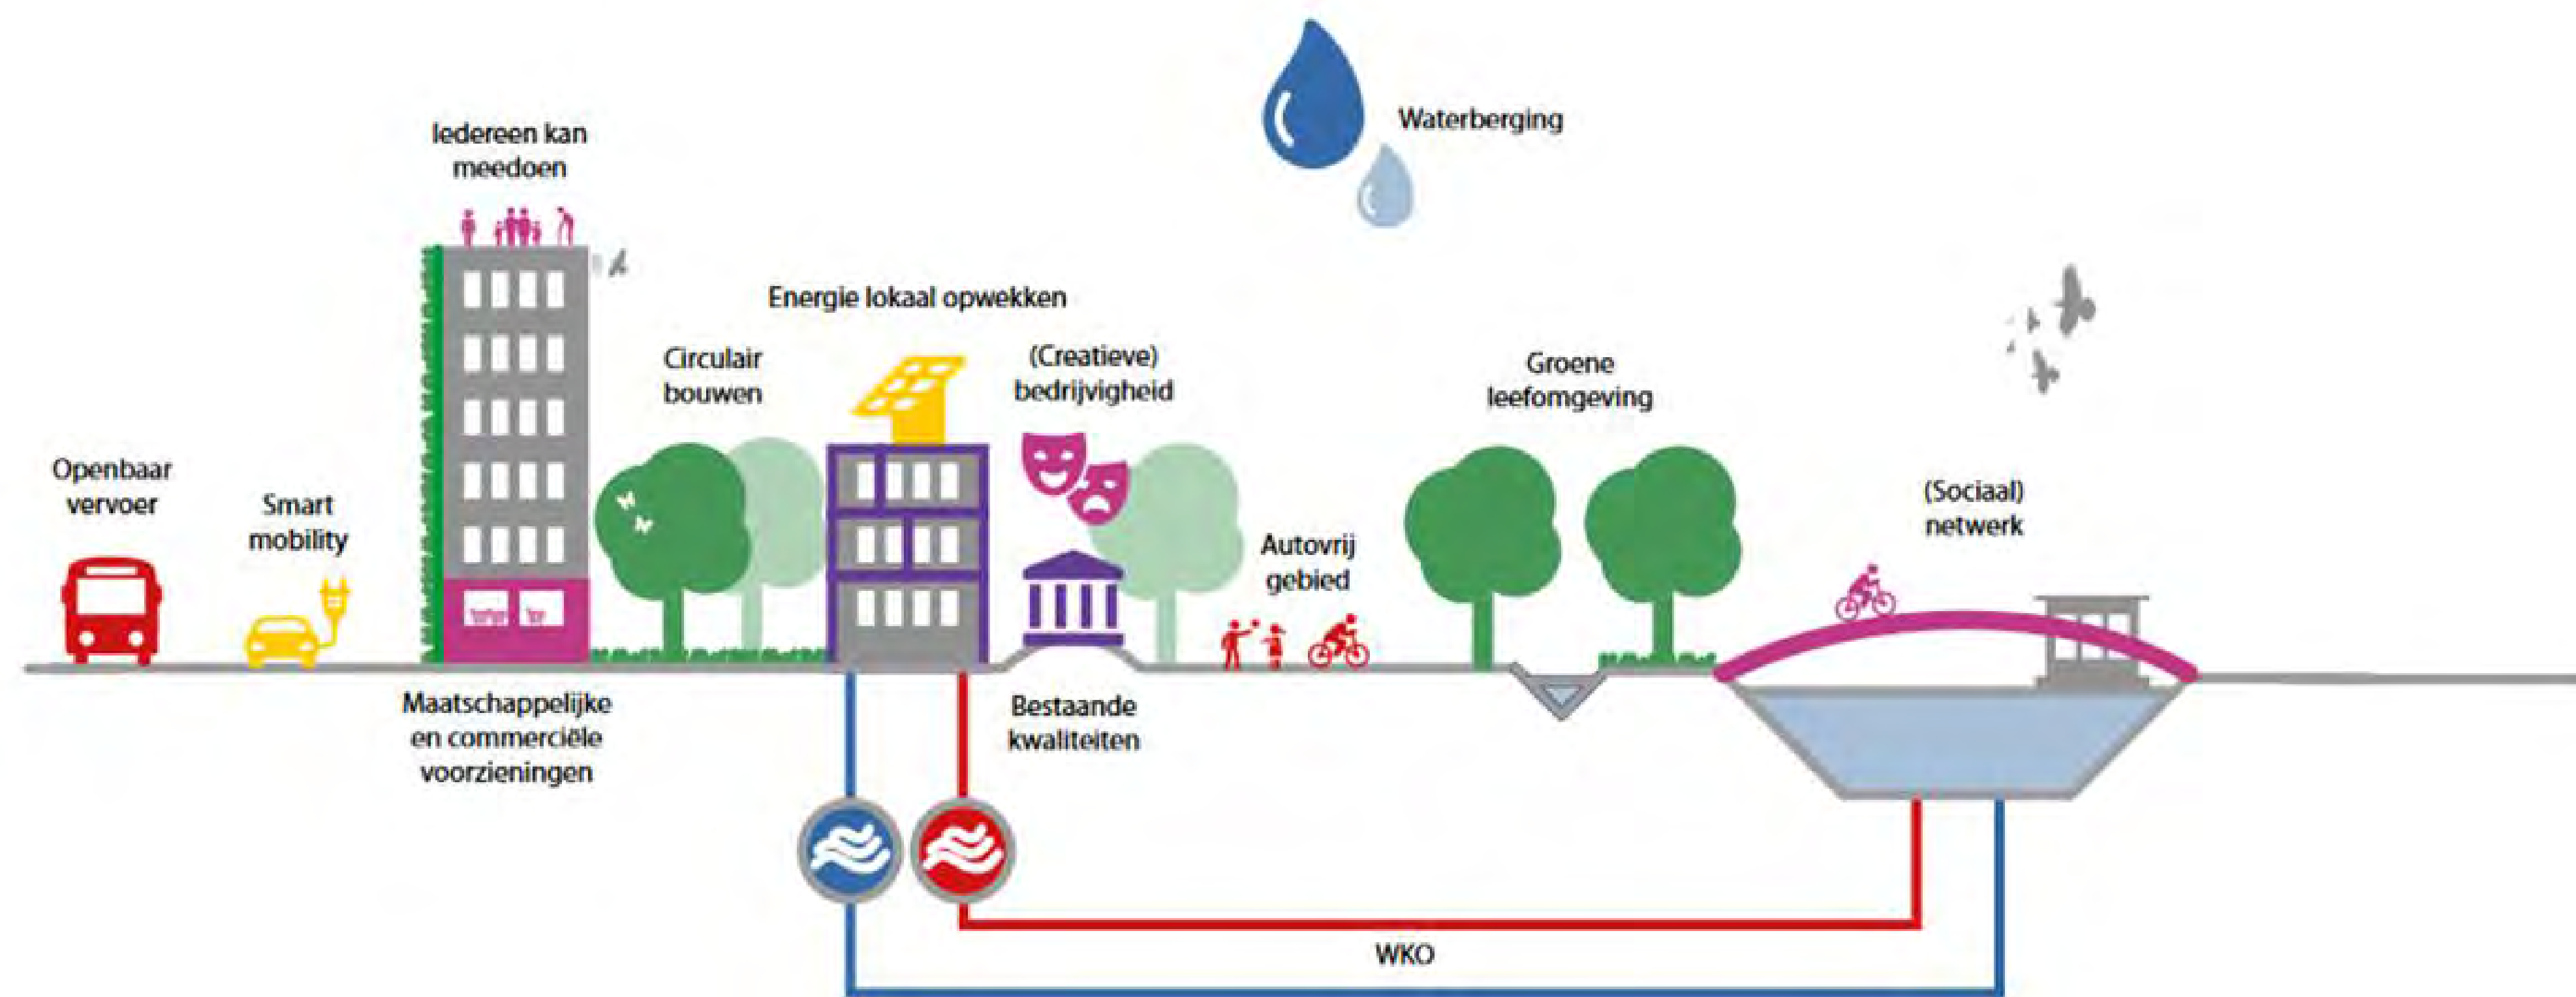 Waterberging
Iedereen kan
meedoen
Energie lokaal opwekken
Circulair
bouwen
(Creatieve)
bedrijvigheid
Groene
leefomgeving
Openbaar
vervoer
Smart
mobility
(Sociaal)
netwerk
Autovrij
gebied
Maatschappelijke
en commerciële
voorzieningen
Bestaande
kwaliteiten
WKO